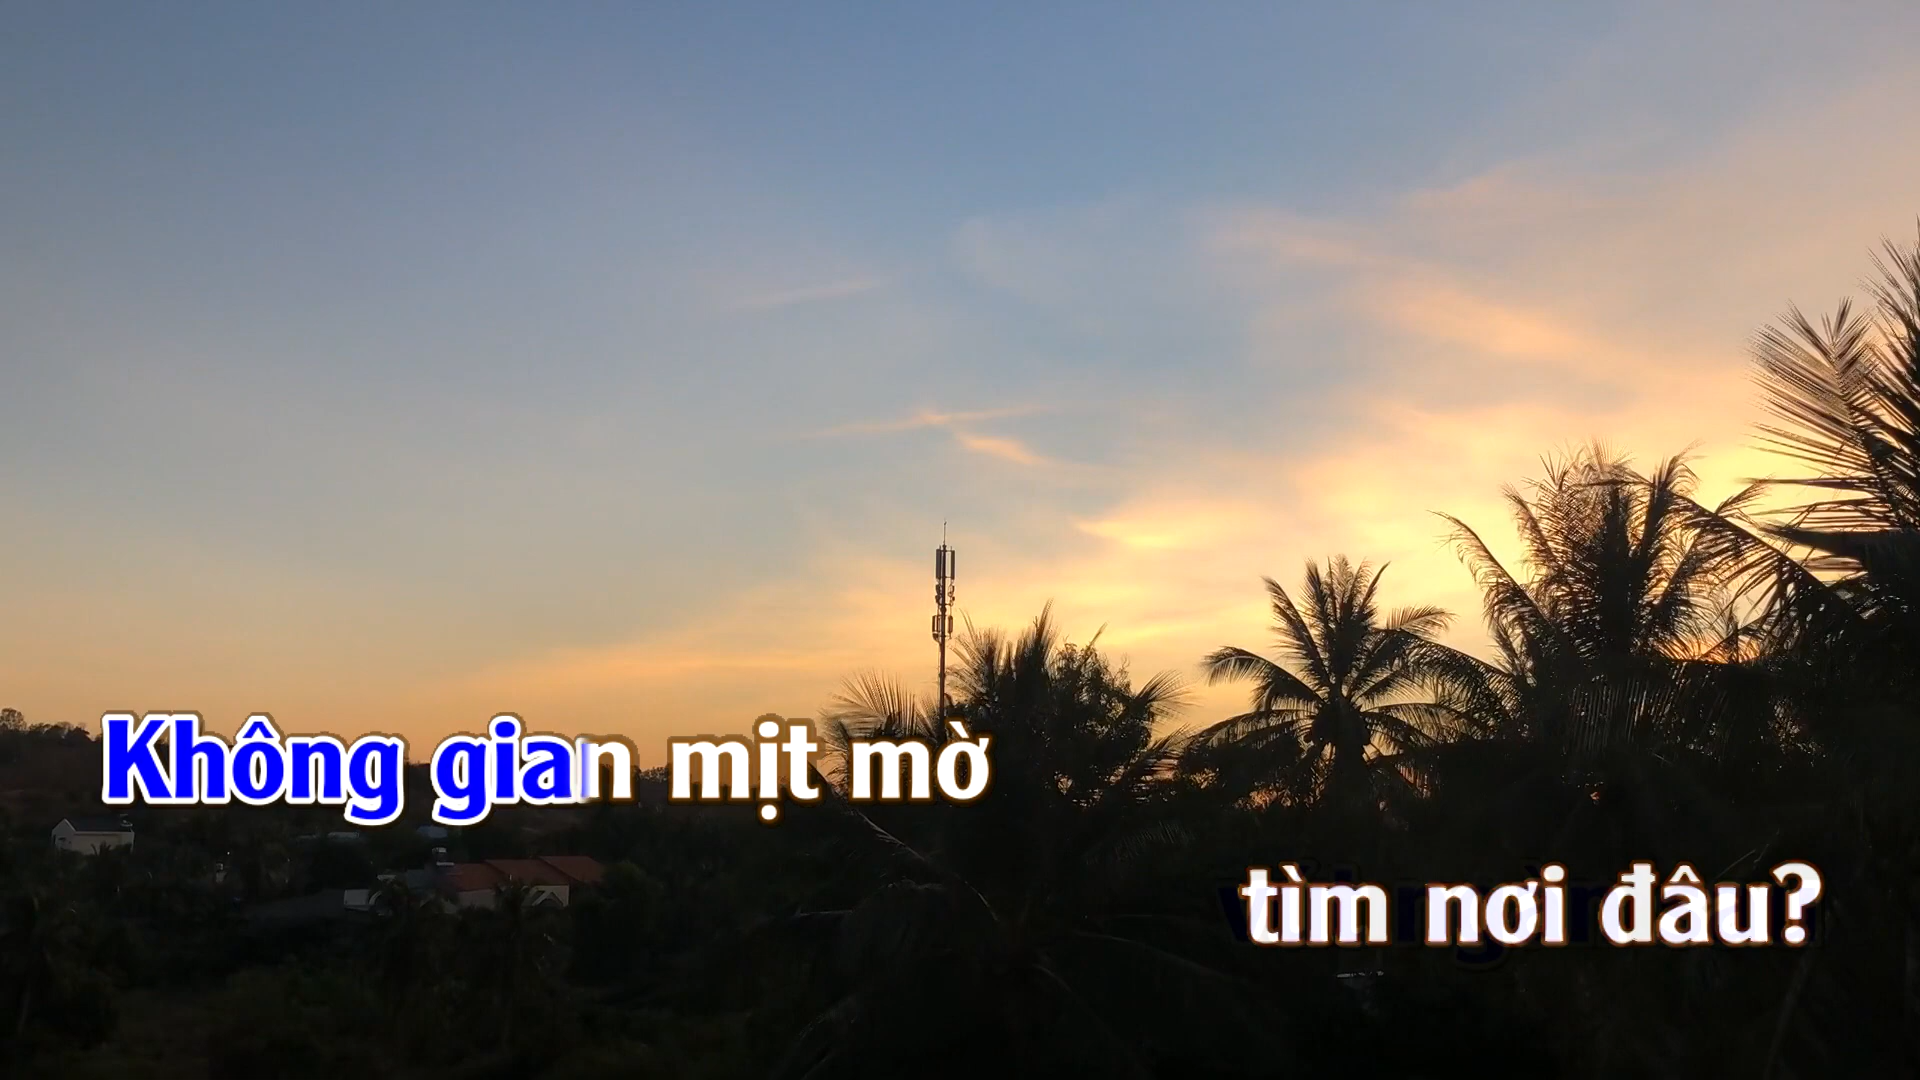 Không gian mịt mờ
tìm nơi đâu?